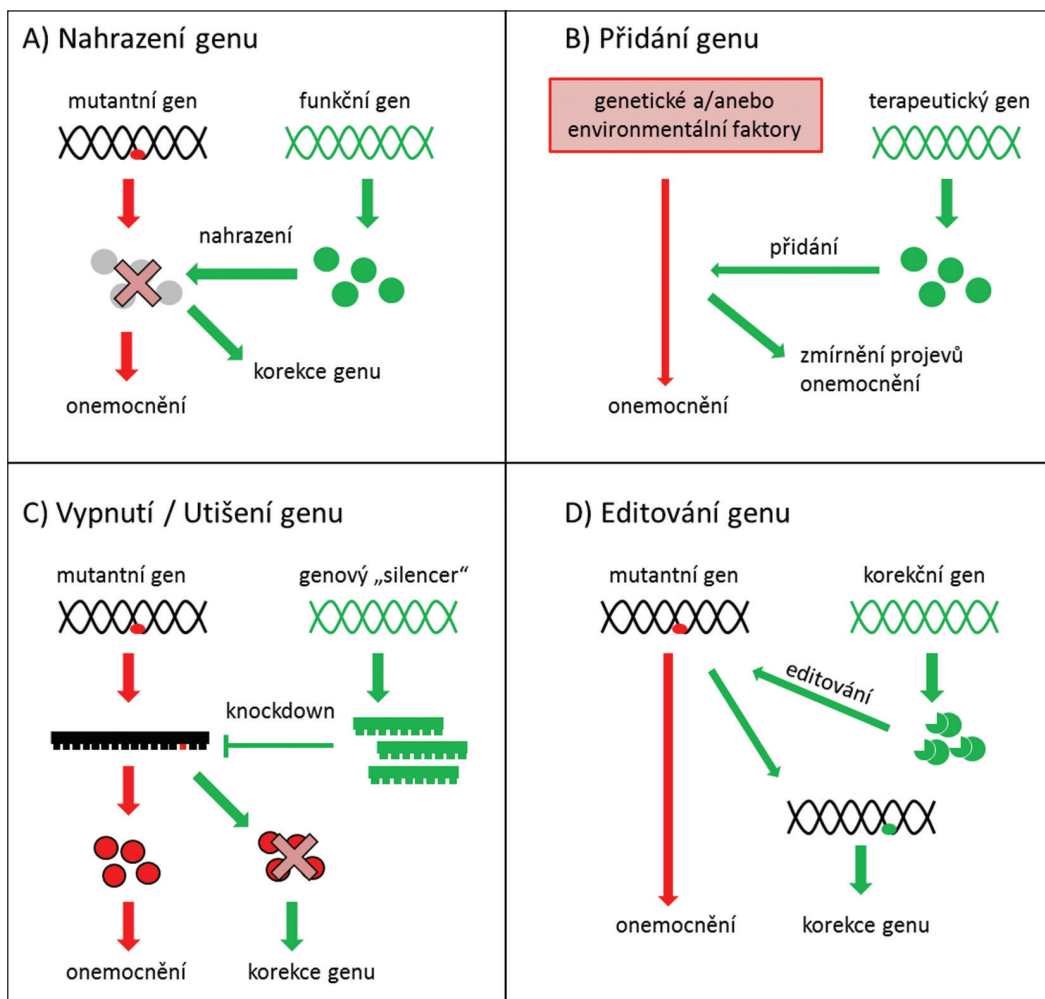 A) Nahrazení genu
mutantní gen
funkční gen
nahrazení
korekce genu
onemocnění
B) Přidání genu
genetické a/anebo
environmentální faktory
terapeutický gen
přidání
zmírnění projevů
onemocnění
onemocnění
C) Vypnutí / Utišení genu
mutantní gen
genový „silencer“
knockdown
onemocnění
korekce genu
D) Editování genu
mutantní gen
korekční gen
editování
onemocnění
korekce genu